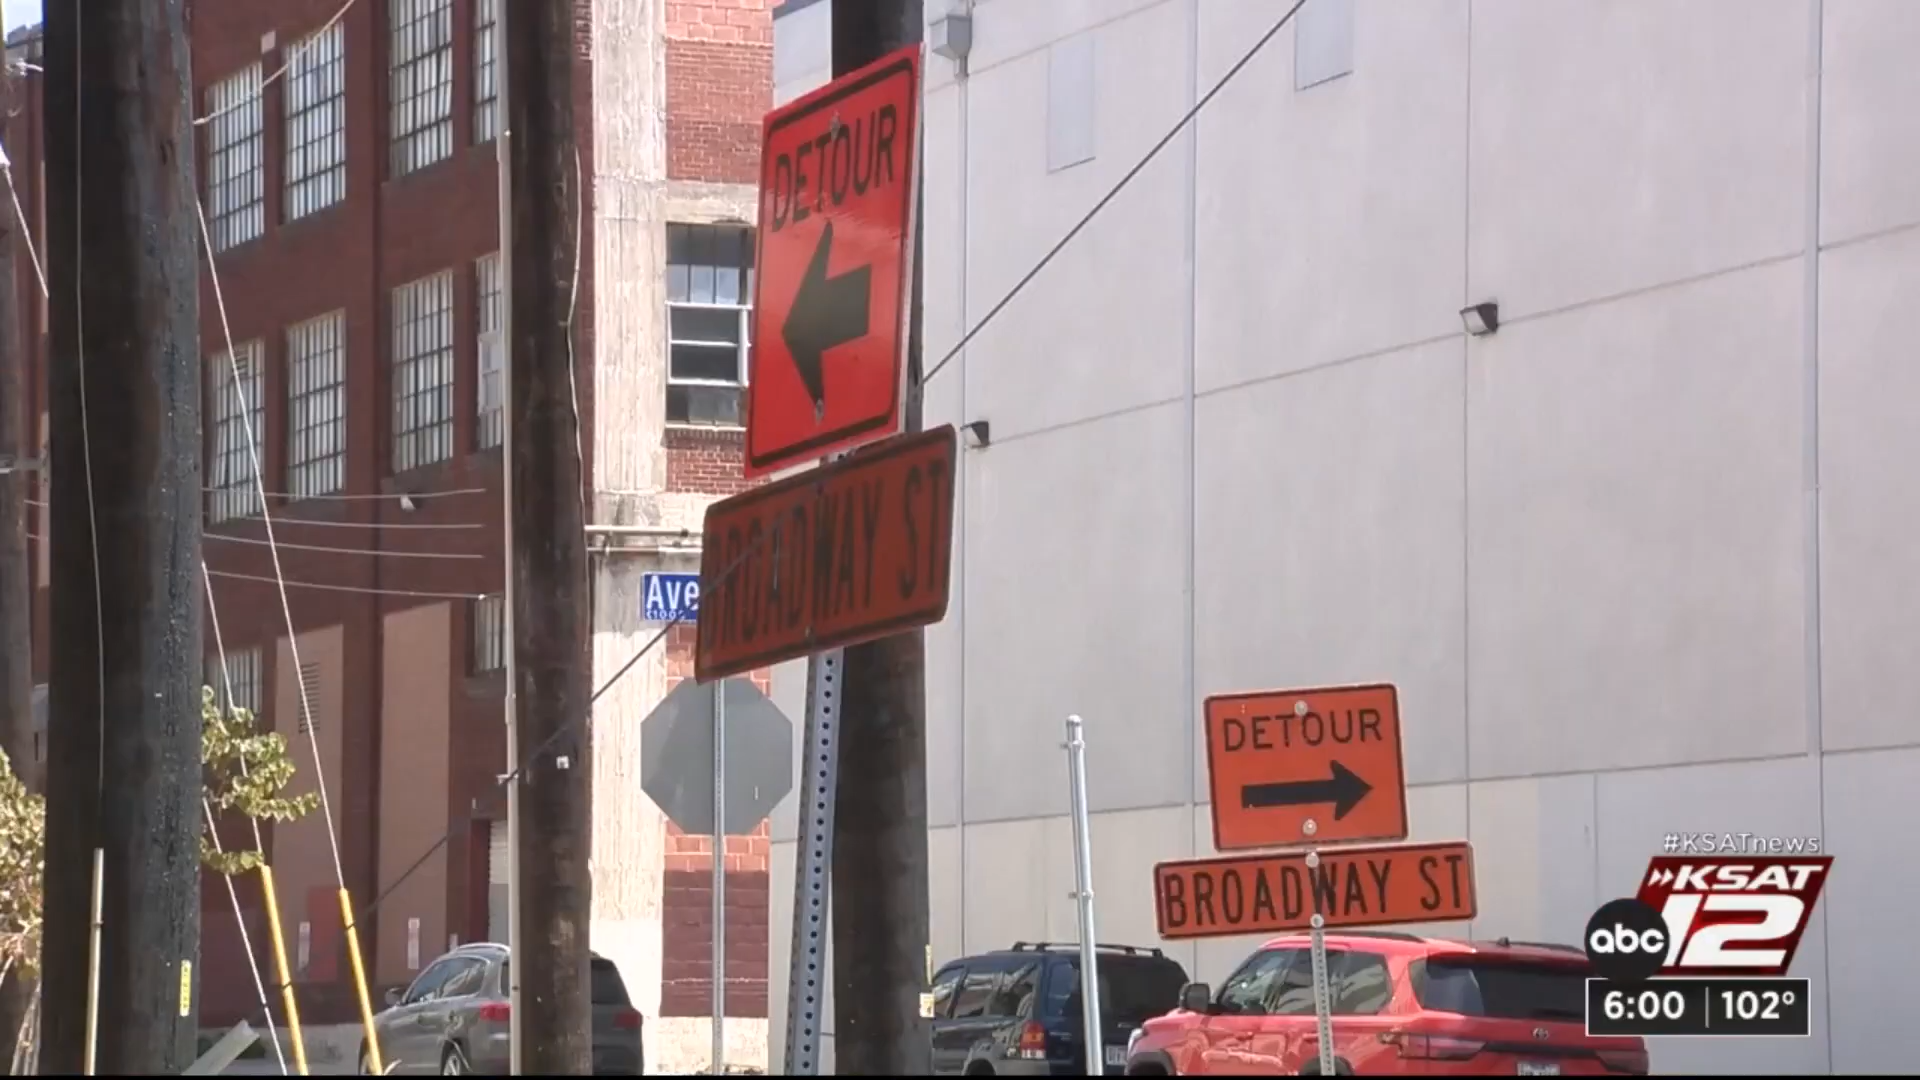 DETOUR
BROADWAY ST
Ave
DETOUR
BROADWAY ST
#KSATnews
KSAT
abc 12
6:00 102°